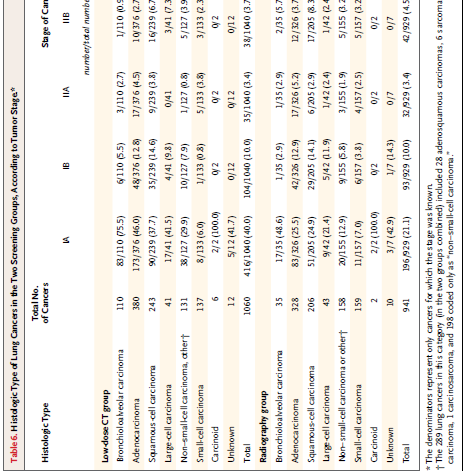 Table 6. Histologic Type of Lung Cancers in the Two Screening Groups, According to Tumor Stage.*
Histologic Type Total No. of Cancers Stage of Can
IA IB IIA IIB
number/total number
Low-dose CT group
Bronchioloalveolar carcinoma 110 83/110 (75.5) 6/110 (5.5) 3/110 (2.7) 1/110 (0.9
Adenocarcinoma 380 173/376 (46.0) 48/376 (12.8) 17/376 (4.5) 10/376 (2.7
Squamous-cell carcinoma 243 90/239 (37.7) 35/239 (14.6) 9/239 (3.8) 16/239 (6.7
Large-cell carcinoma 41 17/41 (41.5) 4/41 (9.8) 0/41 3/41 (7.3
Non–small-cell carcinoma, other† 131 38/127 (29.9) 10/127 (7.9) 1/127 (0.8) 5/127 (3.9
Small-cell carcinoma 137 8/133 (6.0) 1/133 (0.8) 5/133 (3.8) 3/133 (2.3
Carcinoid 6 2/2 (100.0) 0/2 0/2 0/2
Unknown 12 5/12 (41.7) 0/12 0/12 0/12
Total 1060 416/1040 (40.0) 104/1040 (10.0) 35/1040 (3.4) 38/1040 (3.7
Radiography group
Bronchioloalveolar carcinoma 35 17/35 (48.6) 1/35 (2.9) 1/35 (2.9) 2/35 (5.7
Adenocarcinoma 328 83/326 (25.5) 42/326 (12.9) 17/326 (5.2) 12/326 (3.7
Squamous-cell carcinoma 206 51/205 (24.9) 29/205 (14.1) 6/205 (2.9) 17/205 (8.3
Large-cell carcinoma 43 9/42 (21.4) 5/42 (11.9) 1/42 (2.4) 1/42 (2.4
Non–small-cell carcinoma or other† 158 20/155 (12.9) 9/155 (5.8) 3/155 (1.9) 5/155 (3.2
Small-cell carcinoma 159 11/157 (7.0) 6/157 (3.8) 4/157 (2.5) 5/157 (3.2
Carcinoid 2 2/2 (100.0) 0/2 0/2 0/2
Unknown 10 3/7 (42.9) 1/7 (14.3) 0/7 0/7
Total 941 196/929 (21.1) 93/929 (10.0) 32/929 (3.4) 42/929 (4.5
* The denominators represent only cancers for which the stage was known.
† The 289 lung cancers in this category (in the two groups combined) included 28 adenosquamous carcinomas, 6 sarcoma
carcinoma, 1 carcinosarcoma, and 198 coded only as "non–small-cell carcinoma."